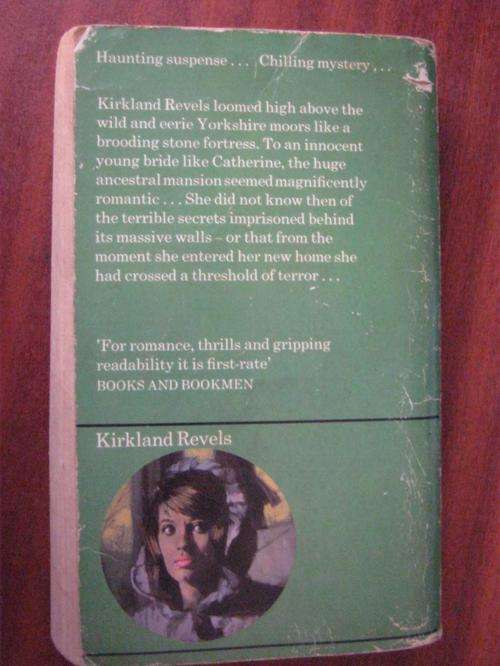 Haunting suspense . . . Chilling mystery . . .
Kirkland Revels loomed high above the
wild and eerie Yorkshire moors like a
brooding stone fortress. To an innocent
young bride like Catherine, the huge
ancestral mansion seemed magnificently
romantic . . . She did not know then of
the terrible secrets imprisoned behind
its massive walls – or that from the
moment she entered her new home she
had crossed a threshold of terror . . .
'For romance, thrills and gripping
readability it is first-rate'
BOOKS AND BOOKMEN
Kirkland Revels